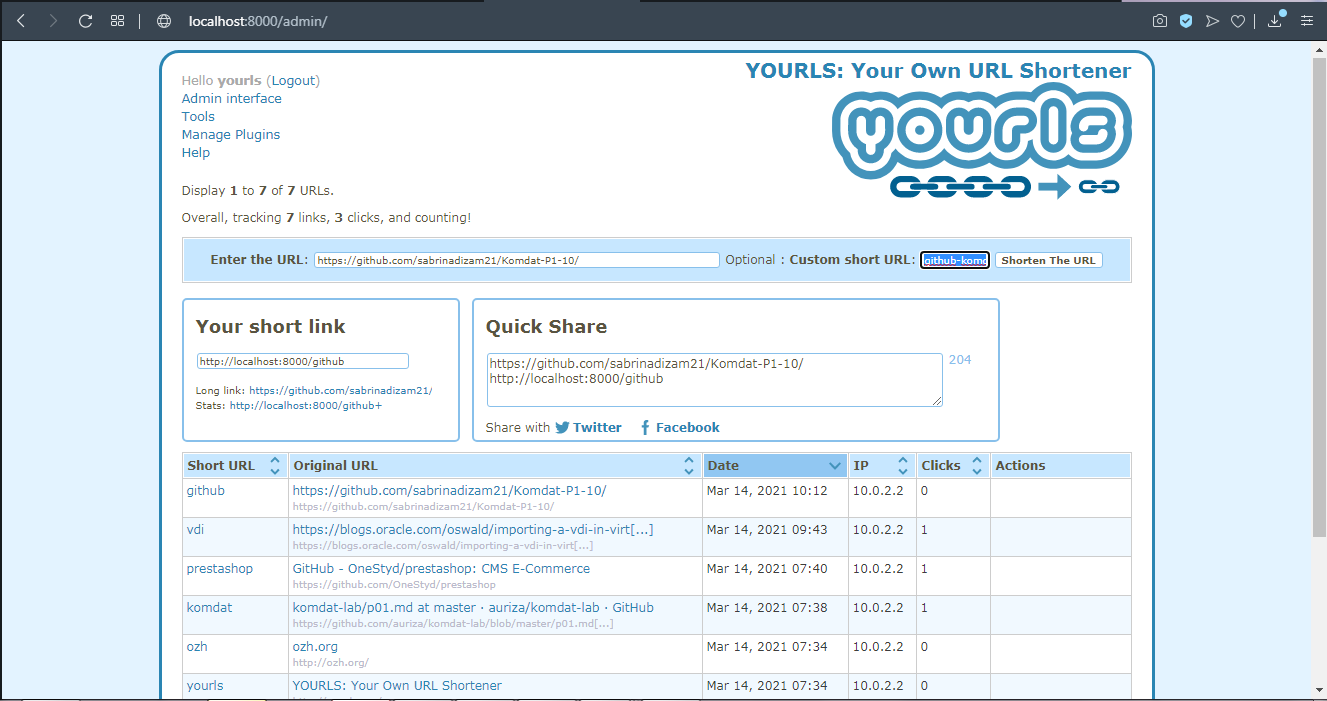 localhost:8000/admin/
YOURLS: Your Own URL Shortener
yourls
Hello yourls (Logout)
Admin interface
Tools
Manage Plugins
Help
Display 1 to 7 of 7 URLs.
Overall, tracking 7 links, 3 clicks, and counting!
Enter the URL: https://github.com/sabrinadizam21/Komdat-P1-10/ Optional : Custom short URL: github-komd Shorten The URL
Your short link
http://localhost:8000/github
Long link: https://github.com/sabrinadizam21/
Stats: http://localhost:8000/github+
Quick Share
https://github.com/sabrinadizam21/Komdat-P1-10/ 204
http://localhost:8000/github
Share with Twitter Facebook
Short URL Original URL Date IP Clicks Actions
github https://github.com/sabrinadizam21/Komdat-P1-10/ Mar 14, 2021 10:12 10.0.2.2 0
https://github.com/sabrinadizam21/Komdat-P1-10/
vdi https://blogs.oracle.com/oswald/importing-a-vdi-in-virt[...] Mar 14, 2021 09:43 10.0.2.2 1
https://blogs.oracle.com/oswald/importing-a-vdi-in-virt[...]
prestashop GitHub - OneStyd/prestashop: CMS E-Commerce Mar 14, 2021 07:40 10.0.2.2 1
https://github.com/OneStyd/prestashop
komdat komdat-lab/p01.md at master · auriza/komdat-lab · GitHub Mar 14, 2021 07:38 10.0.2.2 1
https://github.com/auriza/komdat-lab/blob/master/p01.md[...]
ozh ozh.org Mar 14, 2021 07:34 10.0.2.2 0
http://ozh.org/
yourls YOURLS: Your Own URL Shortener Mar 14, 2021 07:34 10.0.2.2 0